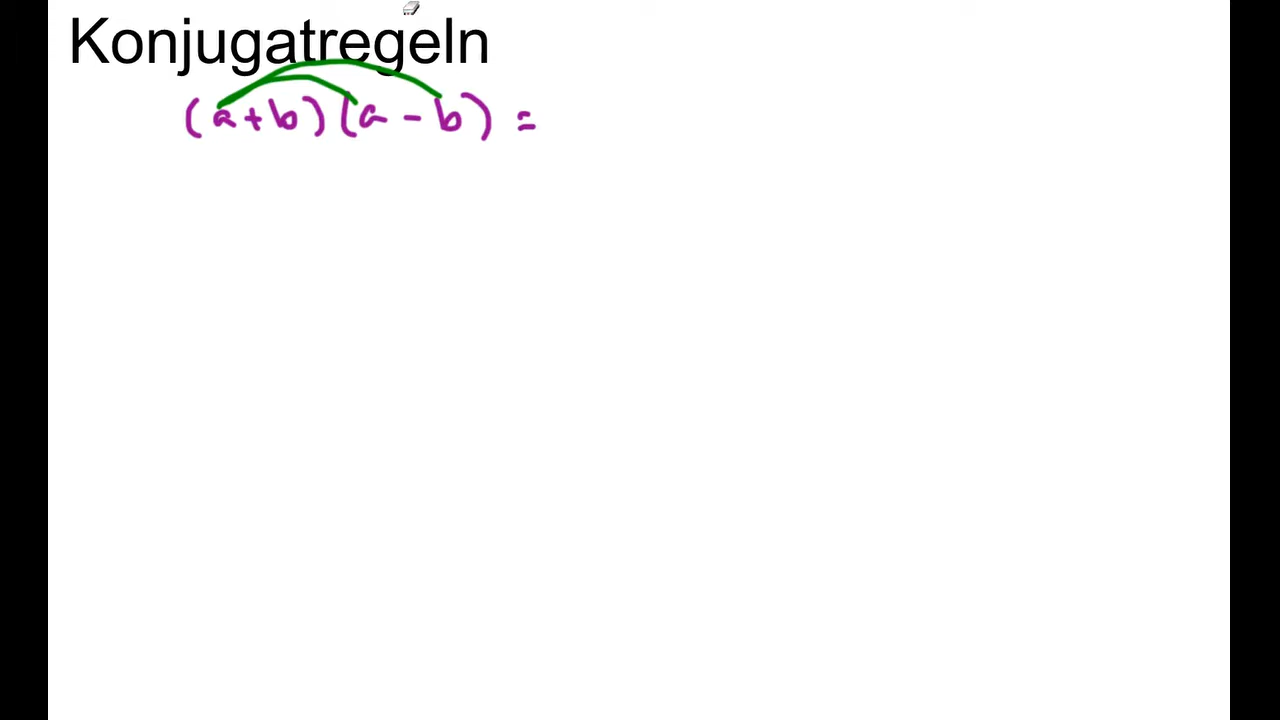 Konjugatregeln
(a+b)(a-b) =